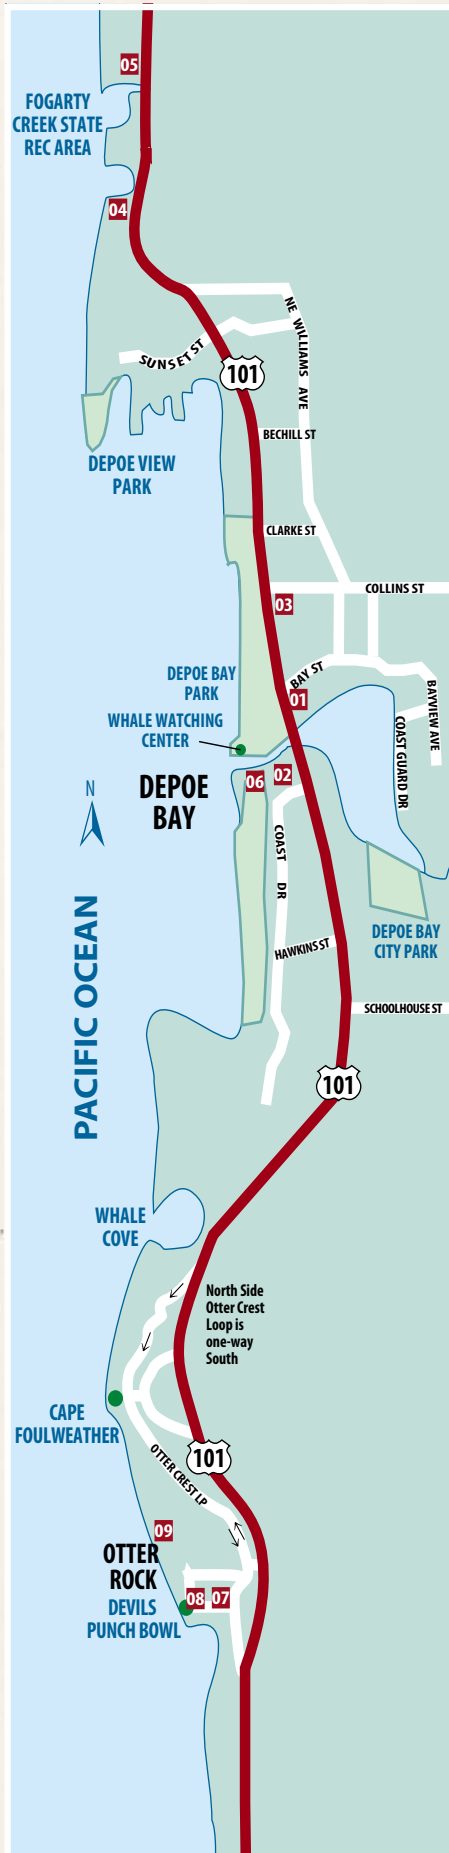 05
FOGARTY
CREEK STATE
REC AREA
04
NE WILLIAMS AVE
SUNSET ST
101
BECHILL ST
DEPOE VIEW
PARK
CLARKE ST
COLLINS ST
03
BAY ST
DEPOE BAY
PARK
01
BAYVIEW AVE
WHALE WATCHING
CENTER
COAST GUARD DR
06
02
DEPOE
BAY
N
COAST DR
PACIFIC OCEAN
DEPOE BAY
CITY PARK
HAWKINS ST
SCHOOLHOUSE ST
101
WHALE
COVE
North Side
Otter Crest
Loop is
one-way
South
CAPE
FOULWEATHER
101
OTTER CREST LP
09
OTTER
ROCK
08
07
DEVILS
PUNCH BOWL